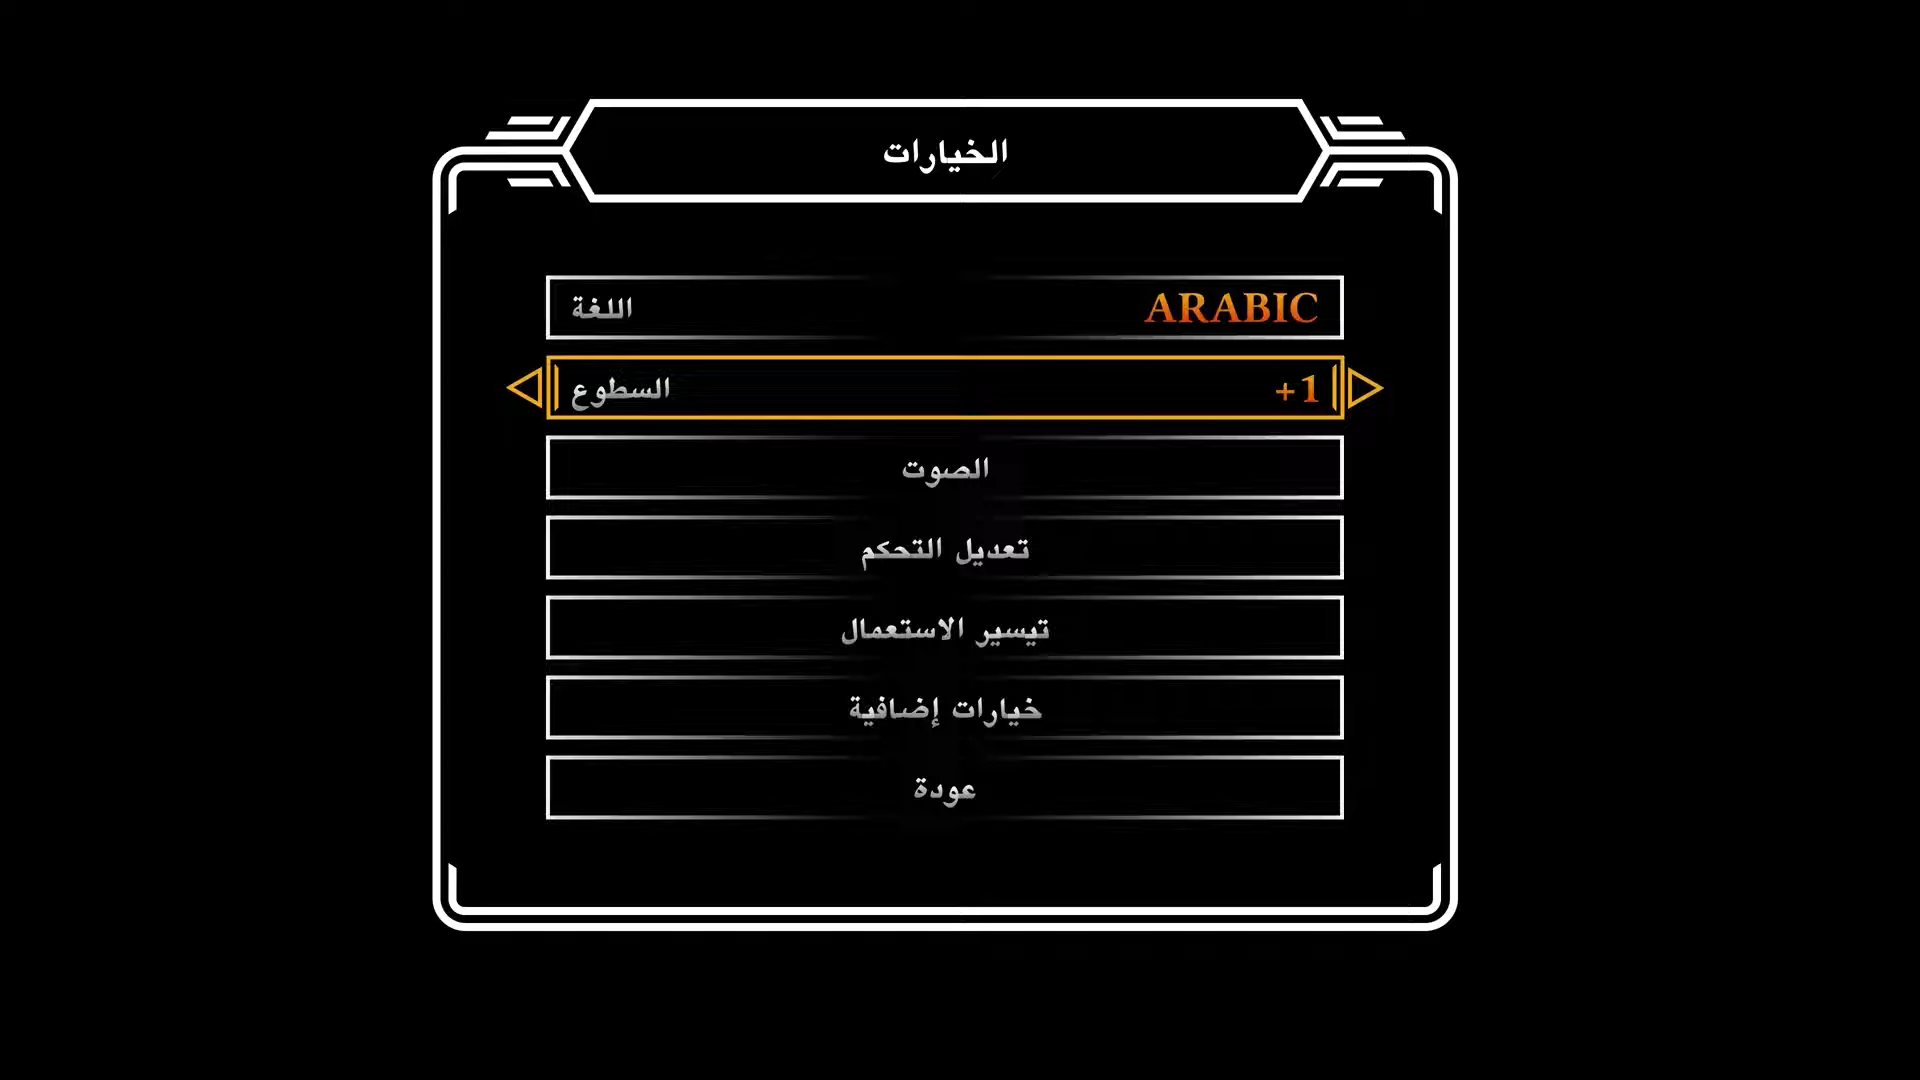 الخيارات
اللغة ARABIC
السطوع +1
الصوت
تعديل التحكم
تيسير الاستعمال
خيارات إضافية
عودة